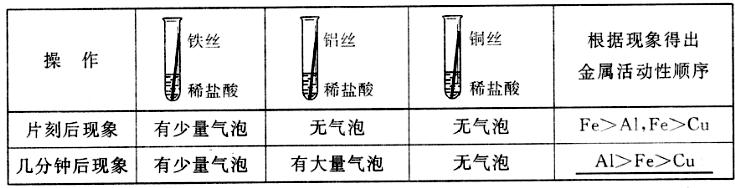 操 作
铁丝
稀盐酸
铝丝
稀盐酸
铜丝
稀盐酸
根据现象得出
金属活动性顺序
片刻后现象 有少量气泡 无气泡 无气泡 Fe>Al,Fe>Cu
几分钟后现象 有少量气泡 有大量气泡 无气泡 Al>Fe>Cu